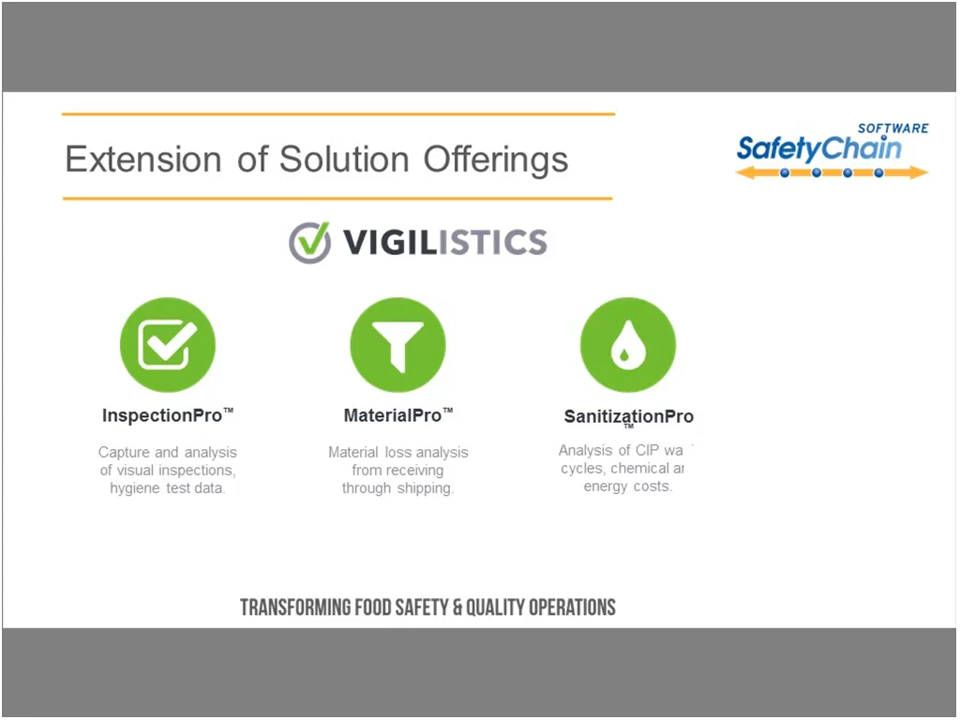 SOFTWARE
SafetyChain
Extension of Solution Offerings
VIGILISTICS
InspectionPro™
Capture and analysis
of visual inspections,
hygiene test data.
MaterialPro™
Material loss analysis
from receiving
through shipping.
SanitizationPro
™
Analysis of CIP
cycles, chemical
energy costs.
TRANSFORMING FOOD SAFETY & QUALITY OPERATIONS